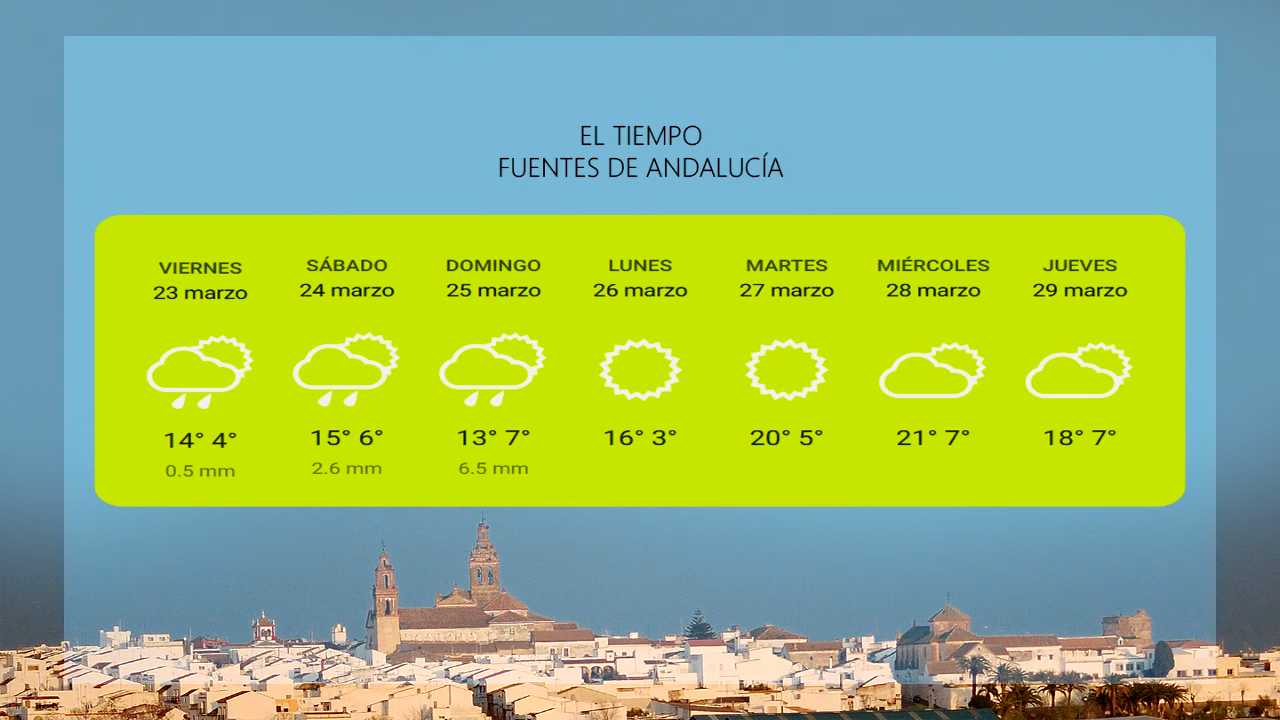 EL TIEMPO
FUENTES DE ANDALUCÍA
VIERNES
23 marzo
14° 4°
0.5 mm
SÁBADO
24 marzo
15° 6°
2.6 mm
DOMINGO
25 marzo
13° 7°
6.5 mm
LUNES
26 marzo
16° 3°
MARTES
27 marzo
20° 5°
MIÉRCOLES
28 marzo
21° 7°
JUEVES
29 marzo
18° 7°